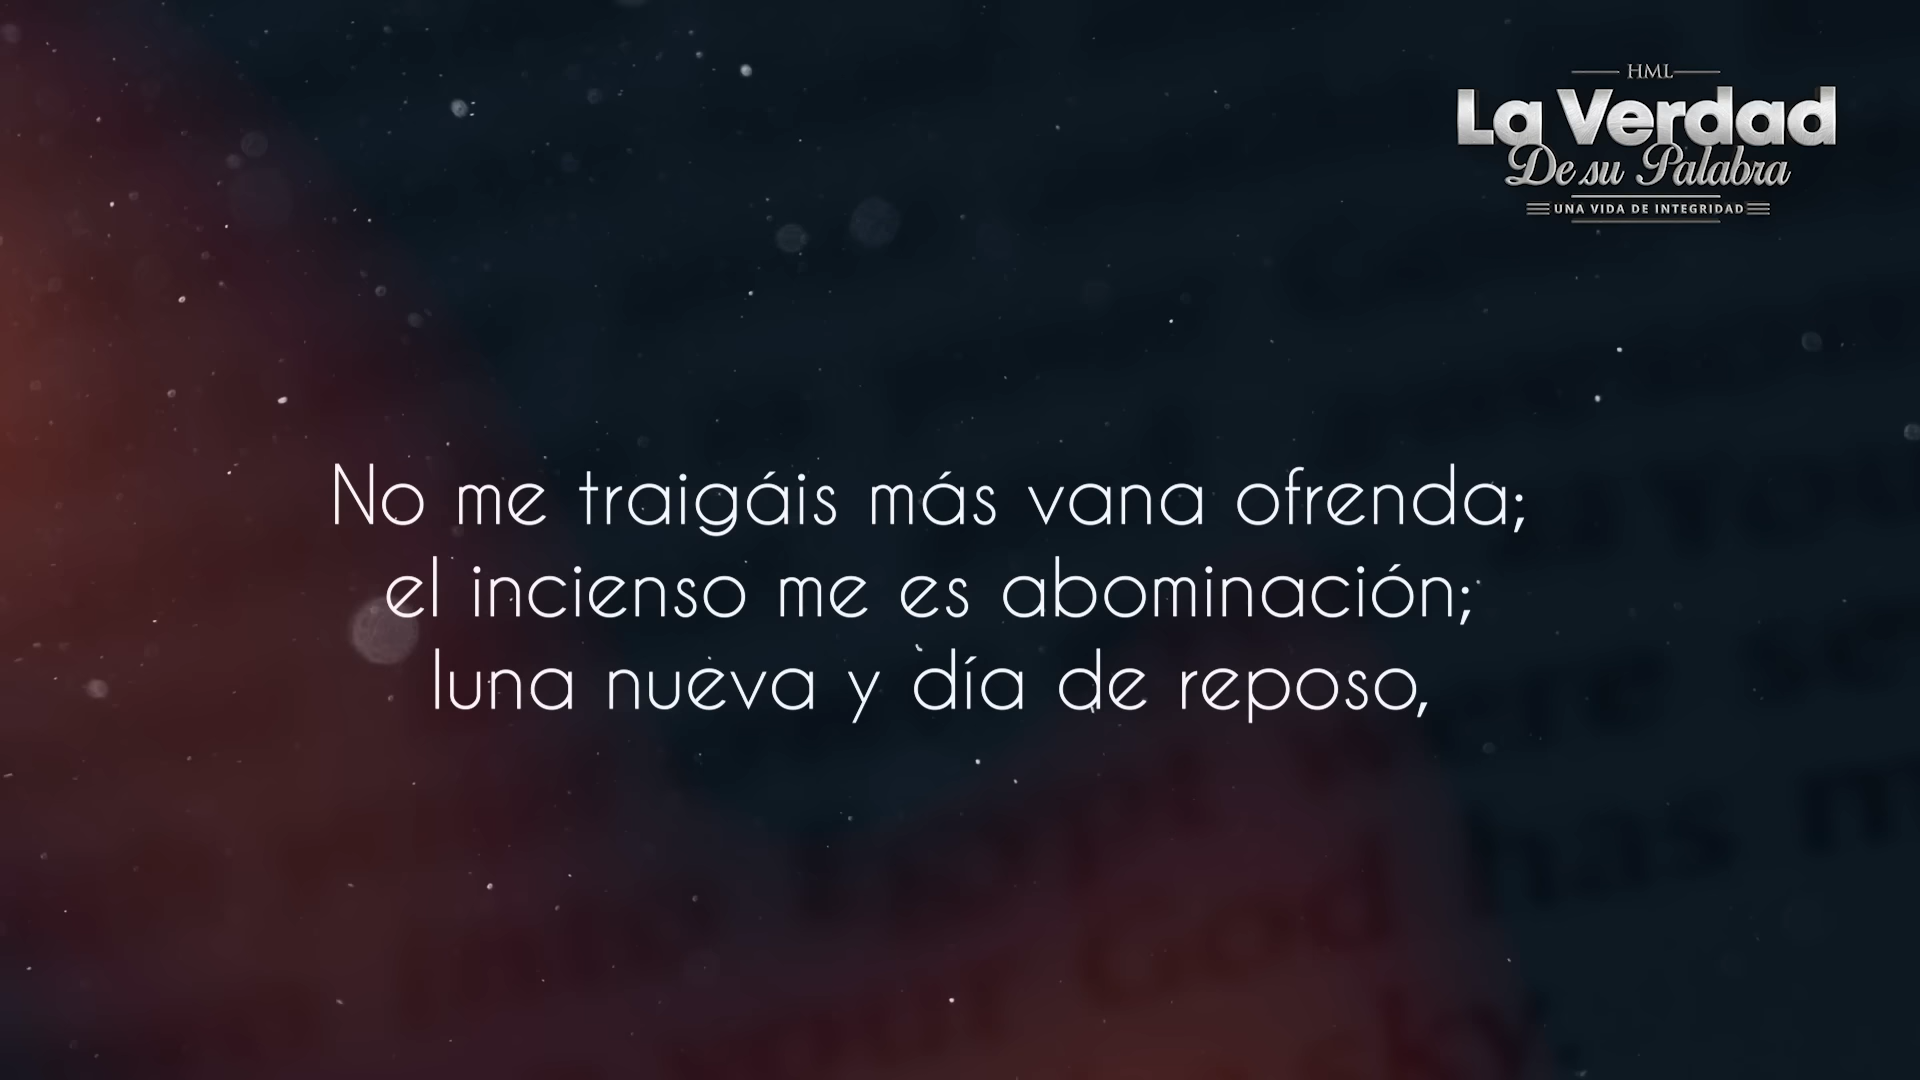 HML
La Verdad
De su Palabra
UNA VIDA DE INTEGRIDAD
No me traigáis más vana ofrenda;
el incienso me es abominación;
luna nueva y día de reposo,